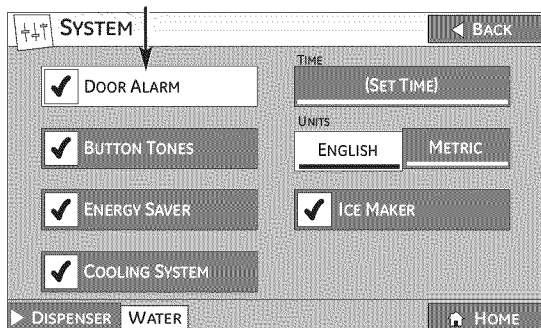 SYSTEM
BACK
DOOR ALARM
TIME
(SET TIME)
BUTTON TONES
UNITS
ENGLISH
METRIC
ENERGY SAVER
ICE MAKER
COOLING SYSTEM
DISPENSER
WATER
HOME